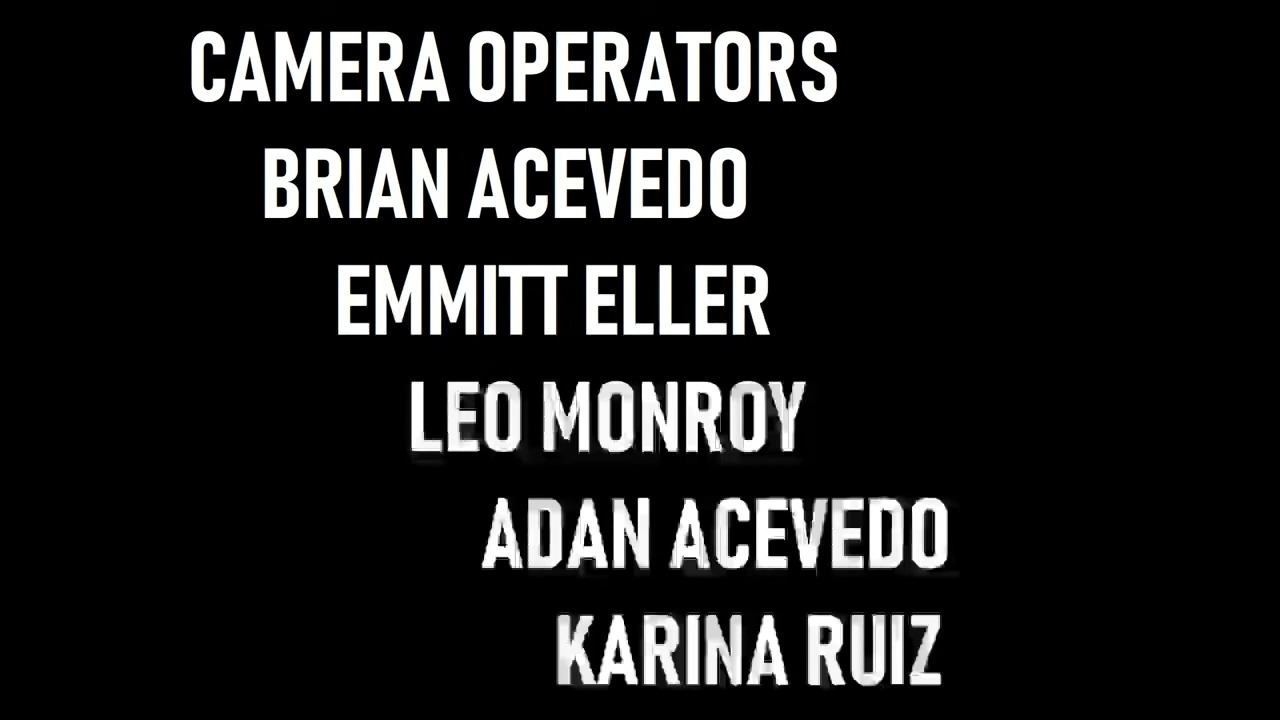 CAMERA OPERATORS
BRIAN ACEVEDO
EMMITT ELLER
LEO MONROY
ADAN ACEVEDO
KARINA RUIZ